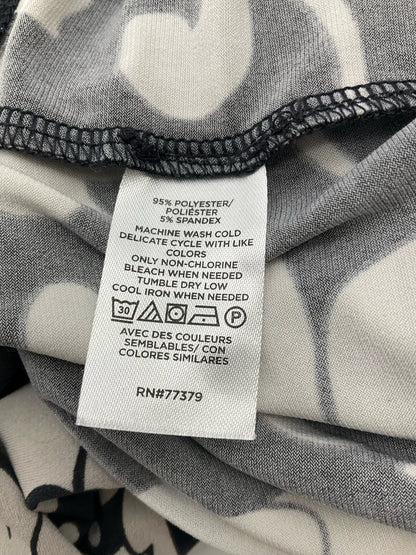 95% POLYESTER/
POLIÉSTER
5% SPANDEX
MACHINE WASH COLD
DELICATE CYCLE WITH LIKE
COLORS
ONLY NON-CHLORINE
BLEACH WHEN NEEDED
TUMBLE DRY LOW
COOL IRON WHEN NEEDED
30 P
AVEC DES COULEURS
SEMBLABLES/ CON
COLORES SIMILARES
RN#77379